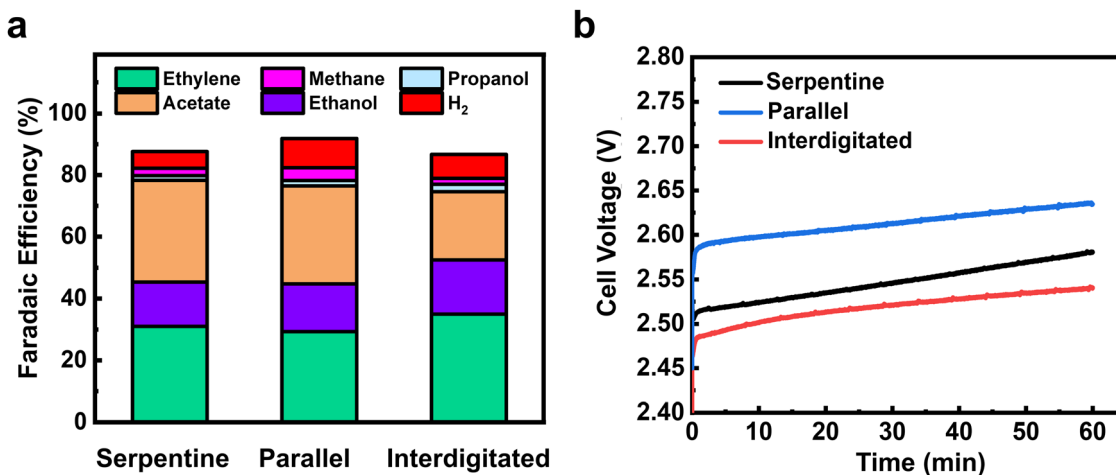 a
Faradaic Efficiency (%)
100
80
60
40
20
0
Ethylene Methane Propanol
Acetate Ethanol H₂
Serpentine Parallel Interdigitated
b
Cell Voltage (V)
2.80
2.75
2.70
2.65
2.60
2.55
2.50
2.45
2.40
Serpentine
Parallel
Interdigitated
0 10 20 30 40 50 60
Time (min)